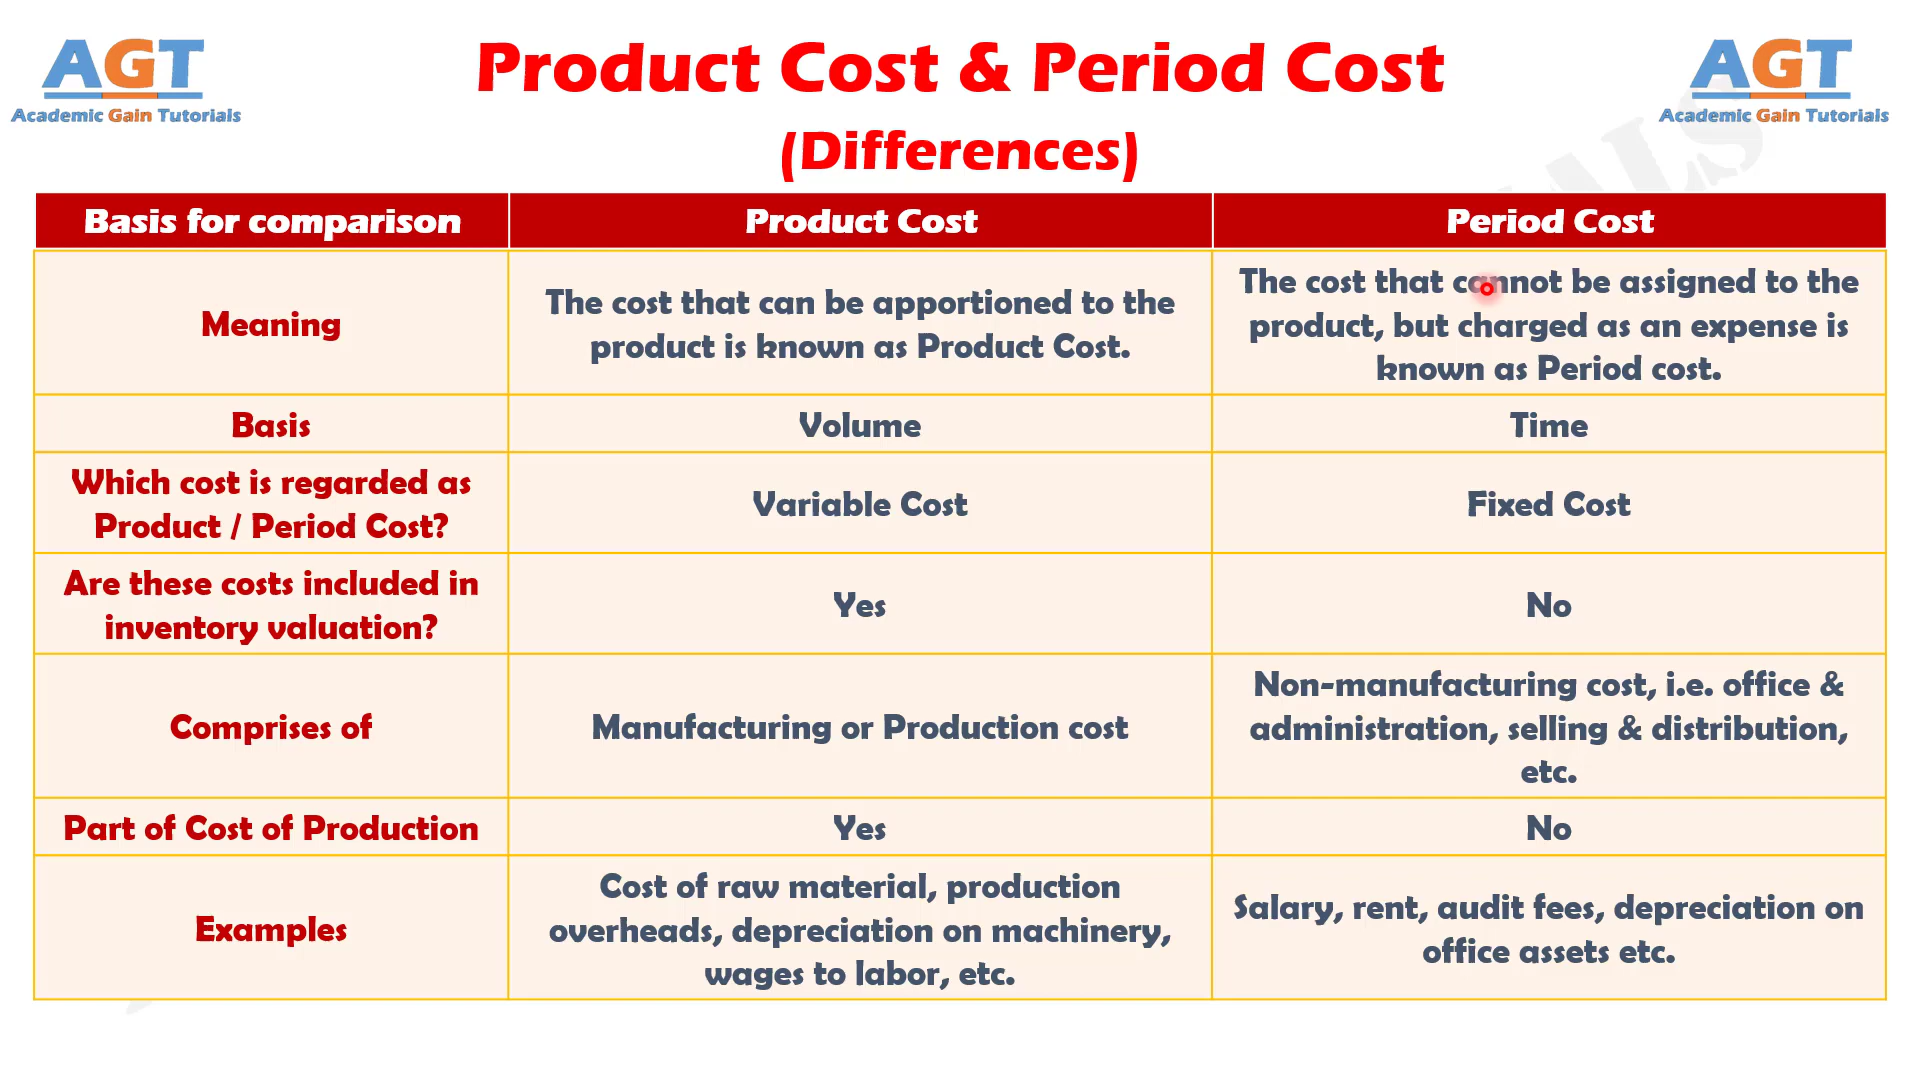 AGT
Academic Gain Tutorials
Product Cost & Period Cost
(Differences)
AGT
Academic Gain Tutorials
Basis for comparison
Product Cost
Period Cost
Meaning
The cost that can be apportioned to the
product is known as Product Cost.
The cost that cannot be assigned to the
product, but charged as an expense is
known as Period cost.
Basis
Volume
Time
Which cost is regarded as
Product / Period Cost?
Variable Cost
Fixed Cost
Are these costs included in
inventory valuation?
Yes
No
Comprises of
Manufacturing or Production cost
Non-manufacturing cost, i.e. office &
administration, selling & distribution,
etc.
Part of Cost of Production
Yes
No
Examples
Cost of raw material, production
overheads, depreciation on machinery,
wages to labor, etc.
Salary, rent, audit fees, depreciation on
office assets etc.